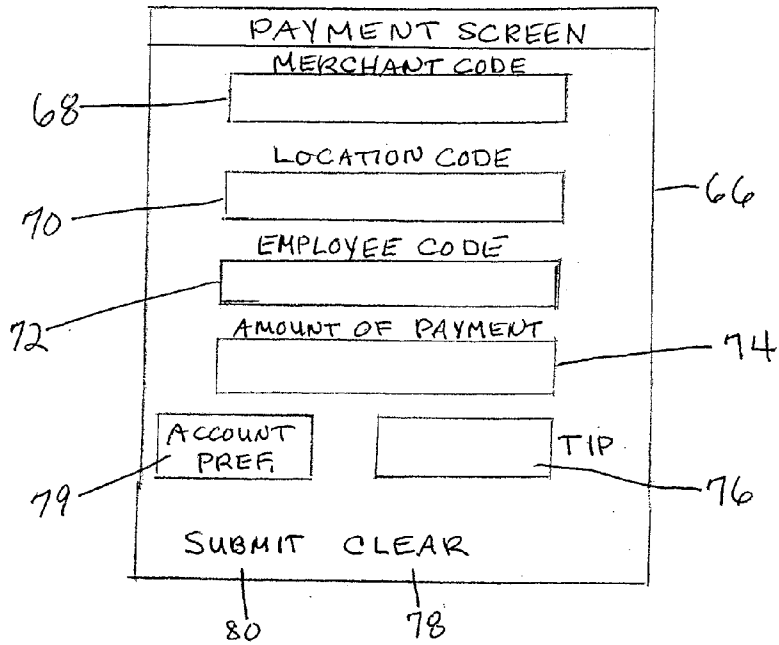 PAYMENT SCREEN
MERCHANT CODE
68
LOCATION CODE
70
66
EMPLOYEE CODE
72
AMOUNT OF PAYMENT
74
ACCOUNT
PREF.
TIP
79
76
SUBMIT CLEAR
80
78